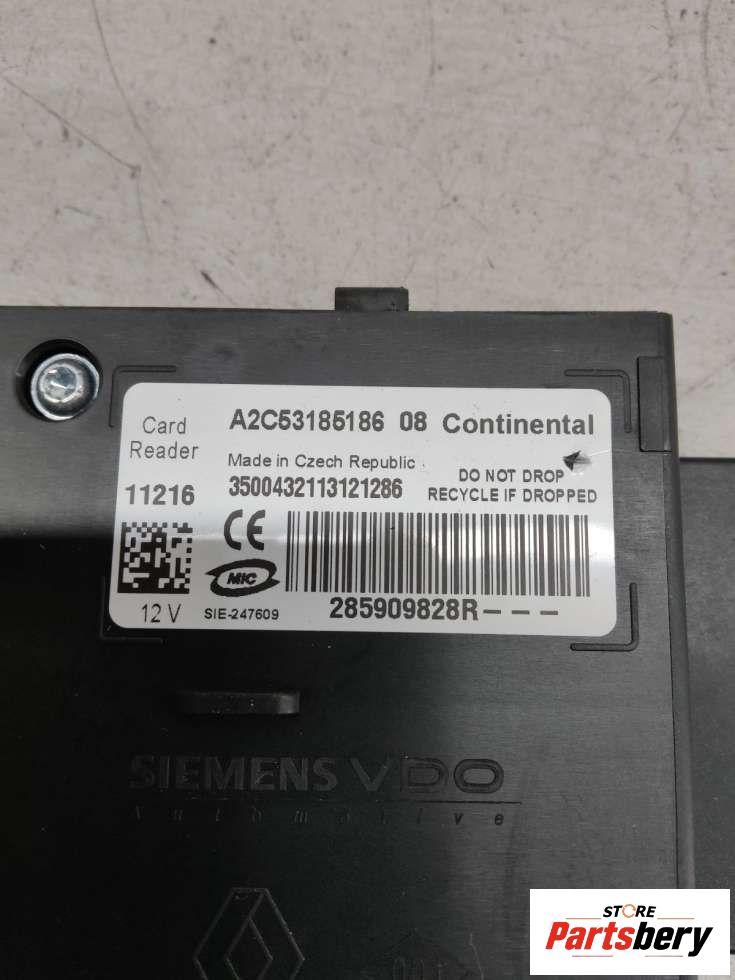 Card Reader
A2C53185186 08 Continental
Made in Czech Republic
DO NOT DROP
RECYCLE IF DROPPED
11216
3500432113121286
CE
MIC
12 V
SIE-247609
285909828R---
SIEMENS VDO
Automotive
STORE
Partsbery